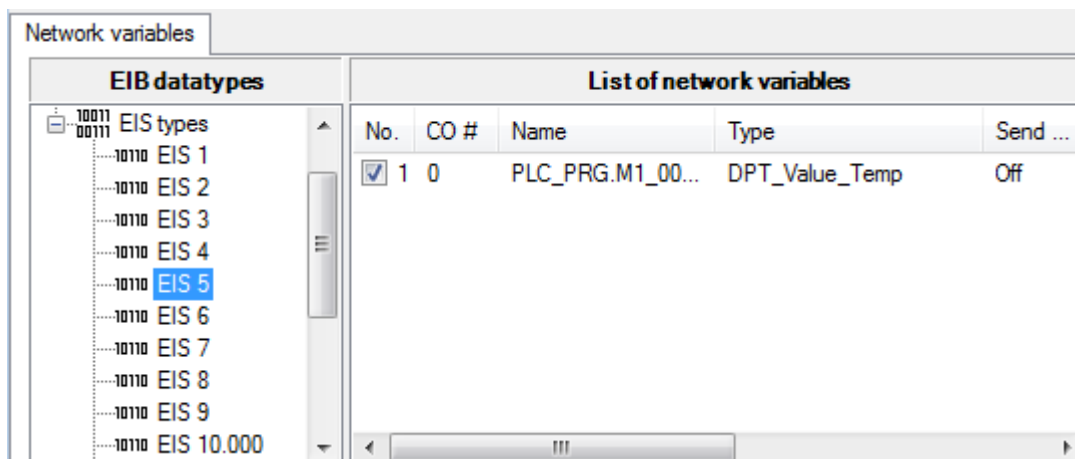 Network variables
EIB datatypes
List of network variables
10011
00111 EIS types
10110 EIS 1
10110 EIS 2
10110 EIS 3
10110 EIS 4
10110 EIS 5
10110 EIS 6
10110 EIS 7
10110 EIS 8
10110 EIS 9
10110 EIS 10.000
No. CO # Name Type Send ...
1 0 PLC_PRG.M1_00... DPT_Value_Temp Off